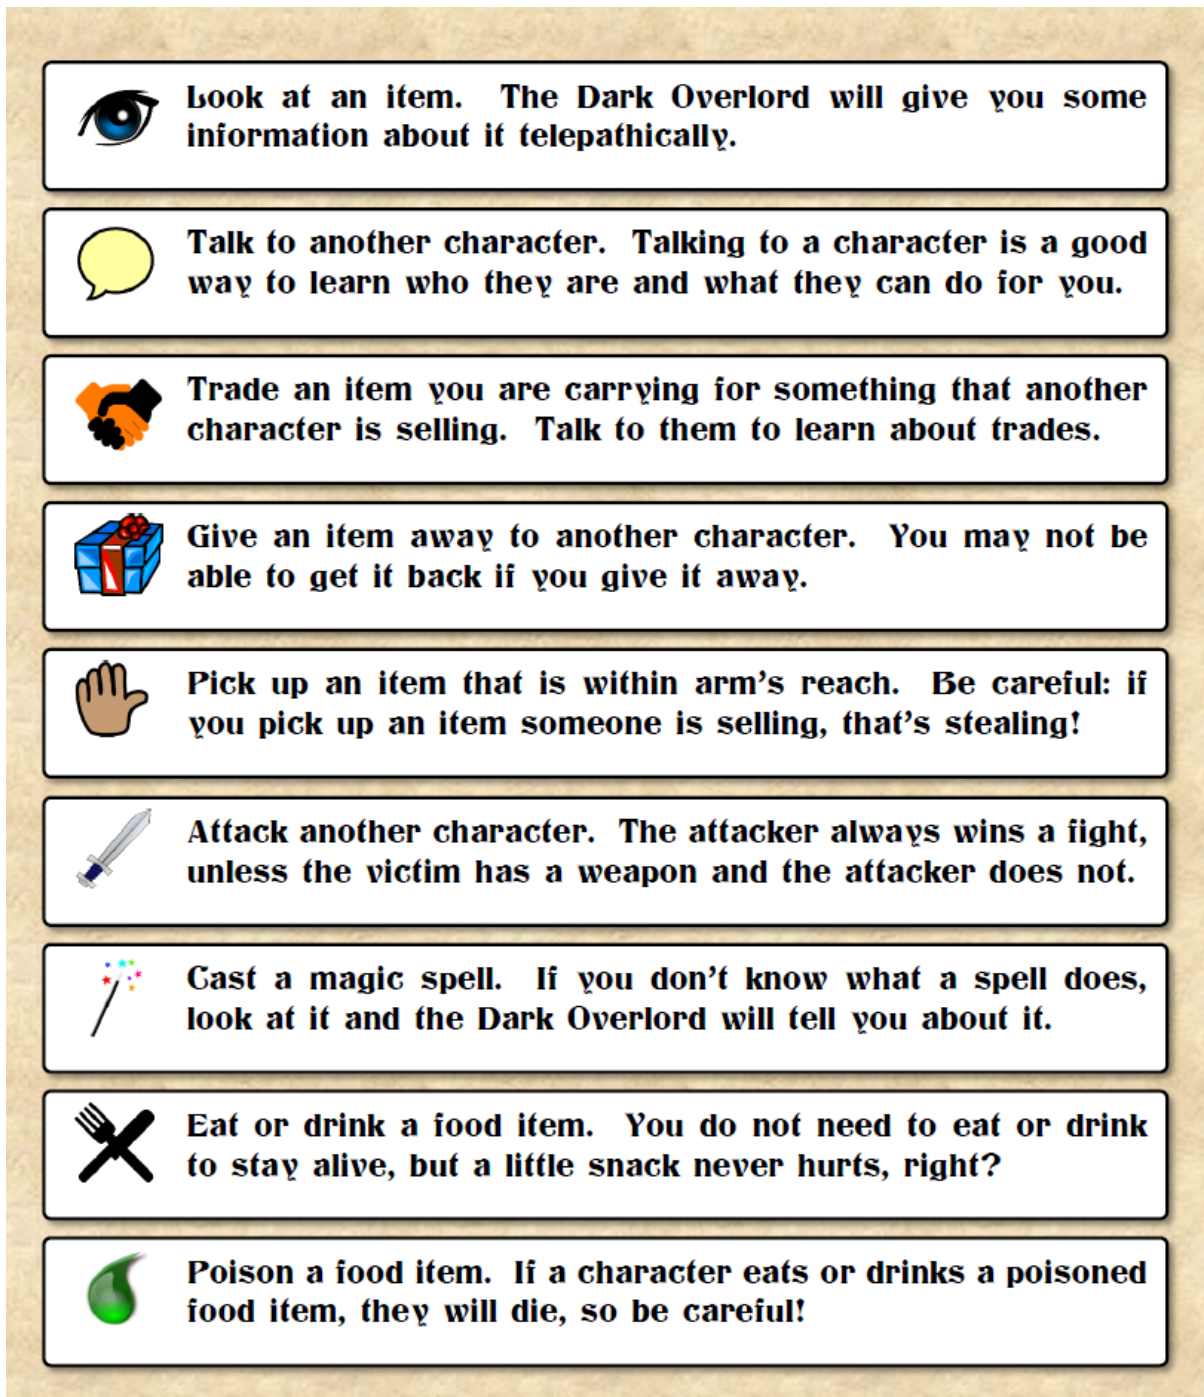 Look at an item. The Dark Overlord will give you some
information about it telepathically.
Talk to another character. Talking to a character is a good
way to learn who they are and what they can do for you.
Trade an item you are carrying for something that another
character is selling. Talk to them to learn about trades.
Give an item away to another character. You may not be
able to get it back if you give it away.
Pick up an item that is within arm's reach. Be careful: if
you pick up an item someone is selling, that's stealing!
Attack another character. The attacker always wins a fight,
unless the victim has a weapon and the attacker does not.
Cast a magic spell. If you don't know what a spell does,
look at it and the Dark Overlord will tell you about it.
Eat or drink a food item. You do not need to eat or drink
to stay alive, but a little snack never hurts, right?
Poison a food item. If a character eats or drinks a poisoned
food item, they will die, so be careful!